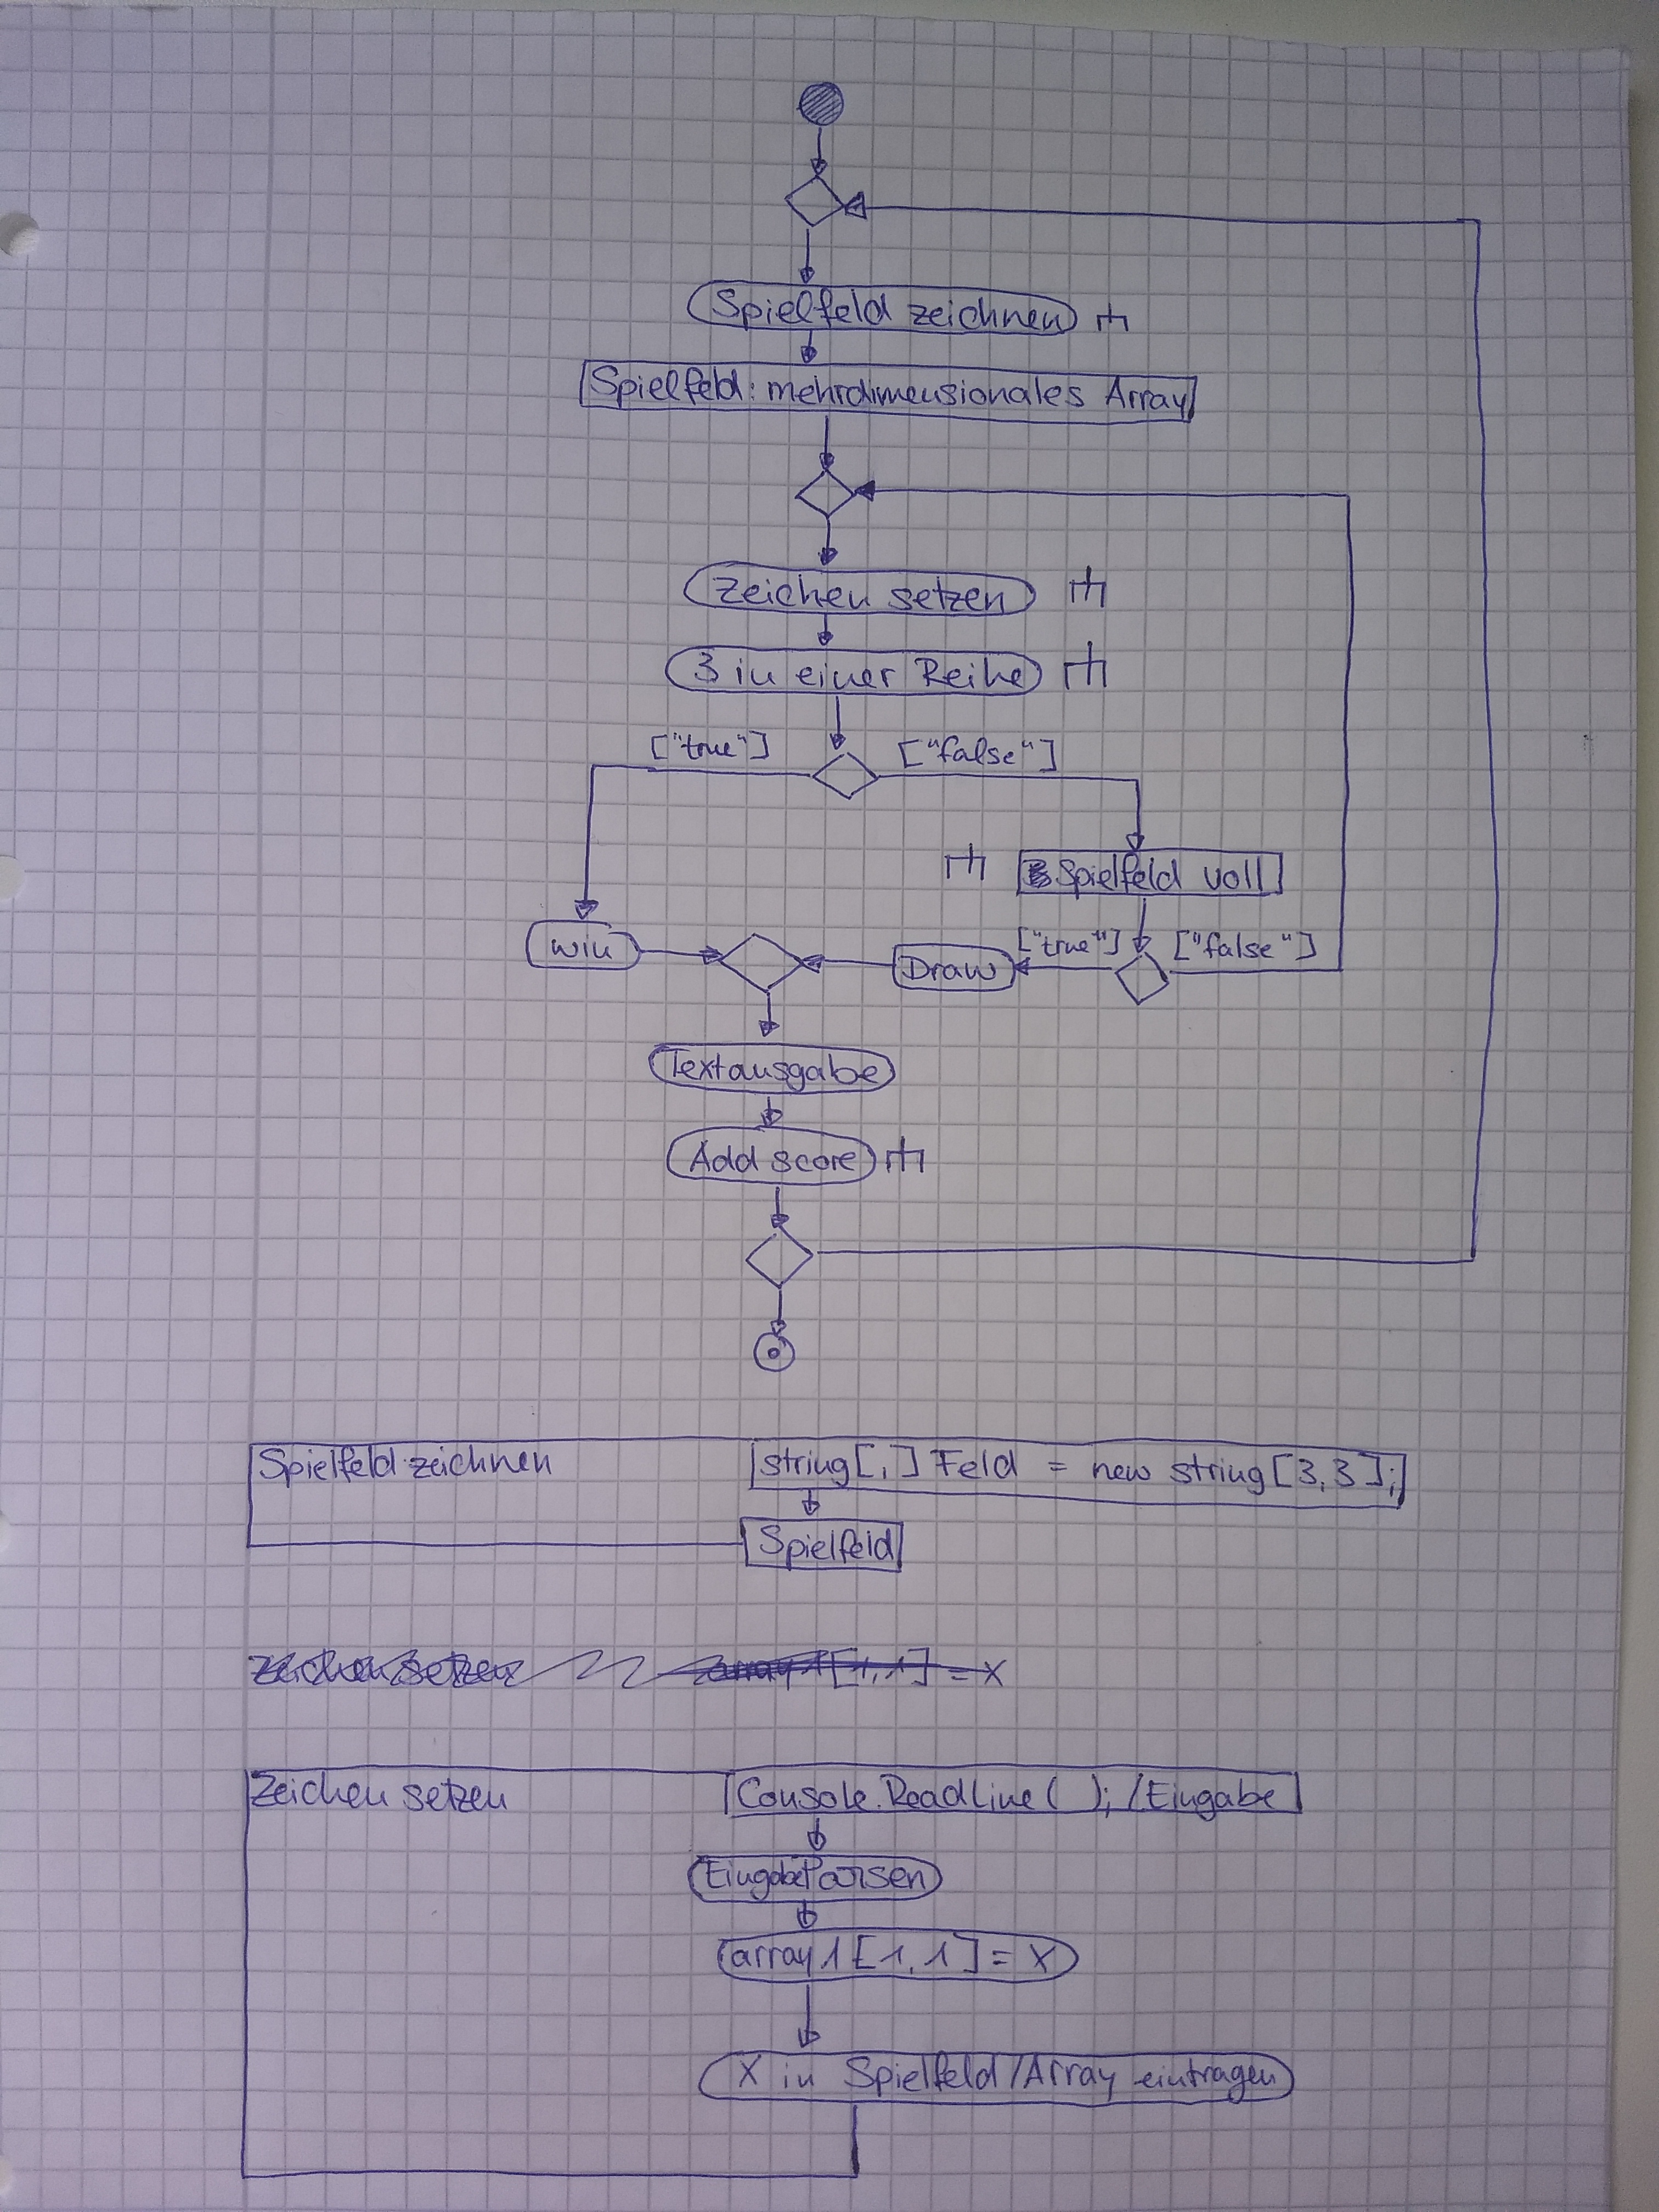 Spielfeld zeichnen
Spielfeld: mehrdimensionales Array
Zeichen setzen
3 in einer Reihe
["true"] ["false"]
Spielfeld voll
win
Draw
["true"] ["false"]
Textausgabe
Add score
Spielfeld zeichnen string[,] Feld = new string[3,3];
Spielfeld
Zeichen setzen array1[1,1] = X
Zeichen setzen Console.ReadLine( ); /Eingabe
EingabeParsen
array1[1,1] = X
X in Spielfeld/Array eintragen